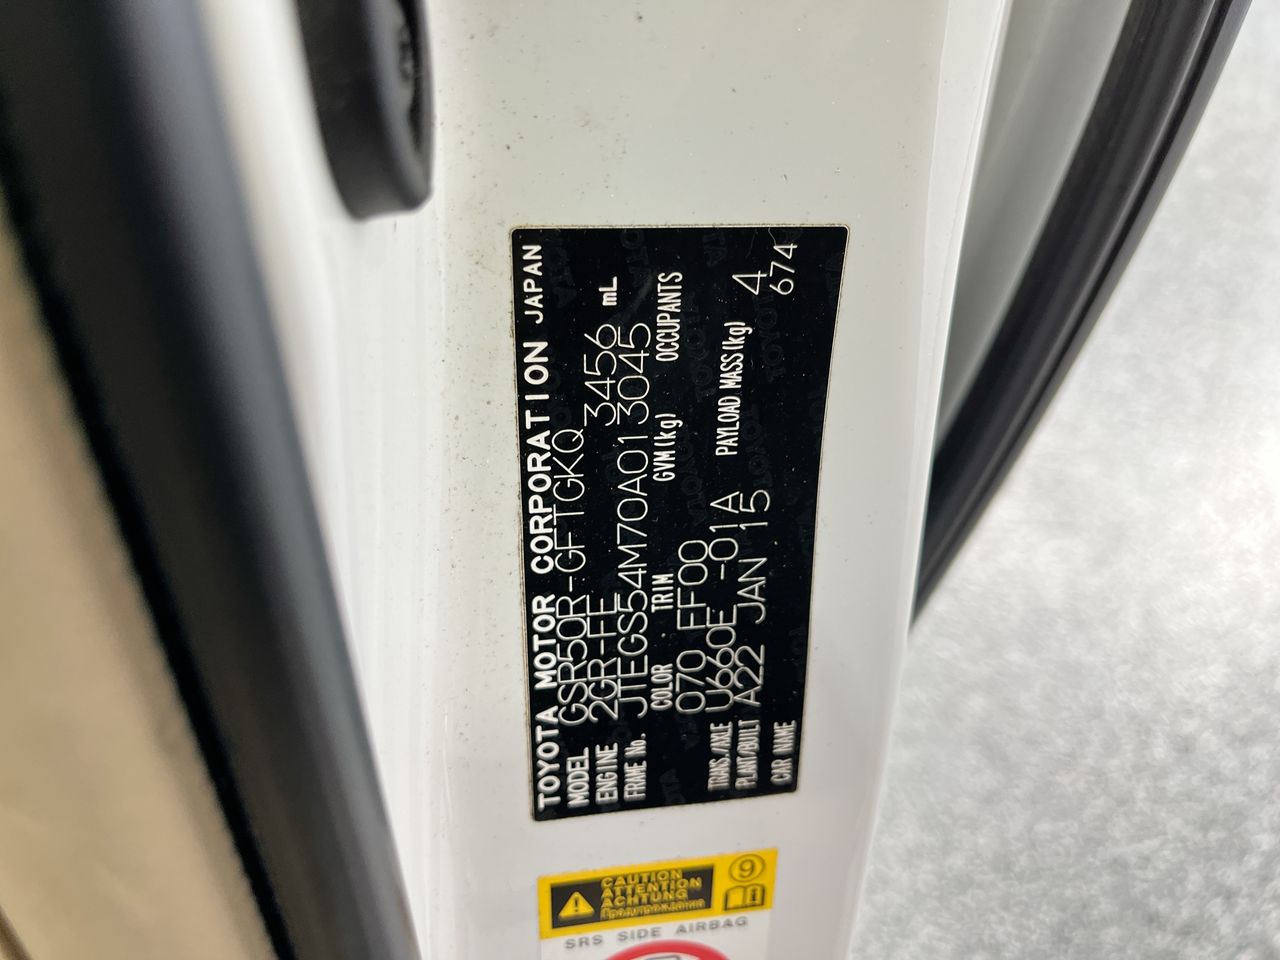 TOYOTA MOTOR CORPORATION JAPAN
MODEL GSR50R-GFTGKQ
ENGINE 2GR-FE 3456 mL
FRAME No. JTEGS54M70A013045
COLOR TRIM GVM(kg) OCCUPANTS
070 FF00
TRANS./AXLE U660E -01A PAYLOAD MASS(kg) 4
PLANT/BUILT A22 JAN 15 674
CAR NAME
CAUTION
ATTENTION
ACHTUNG
Предупреждение
9
SRS SIDE AIRBAG